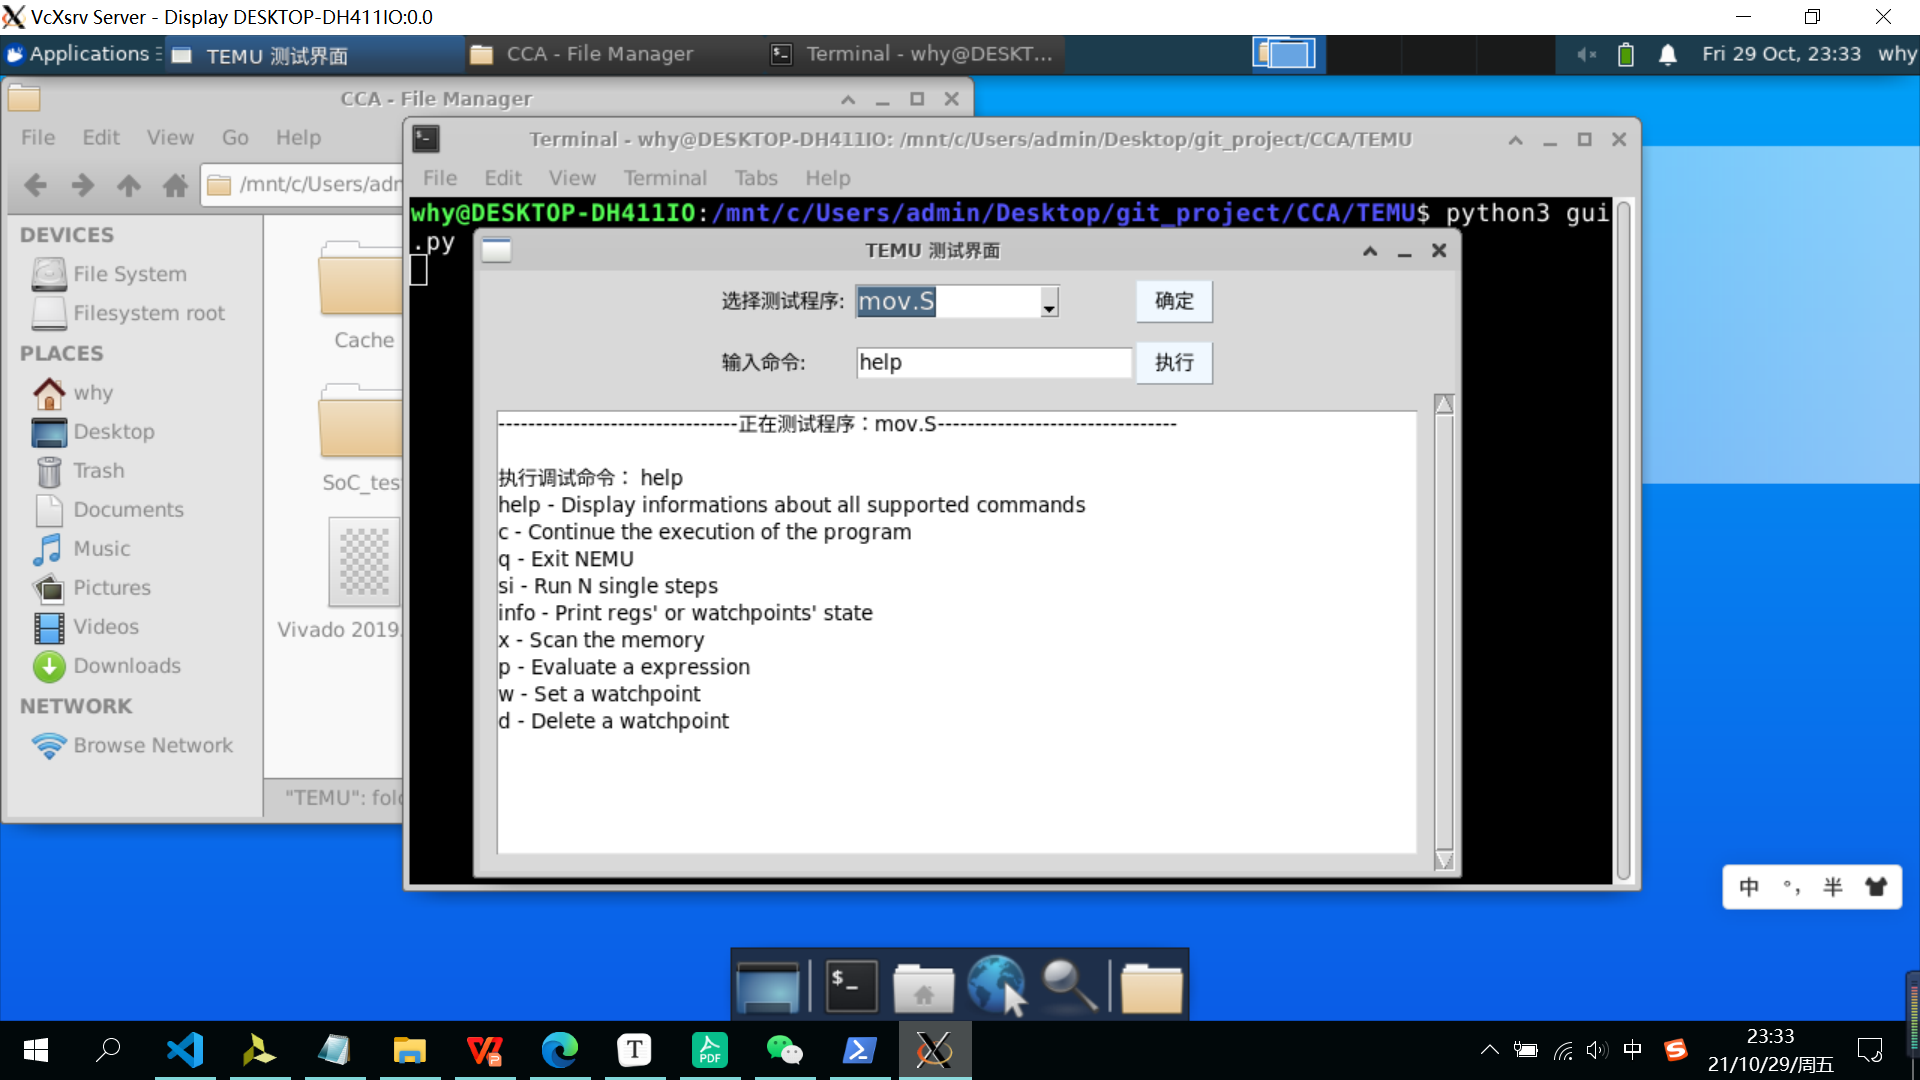 VcXsrv Server - Display DESKTOP-DH411IO:0.0
Applications
TEMU 测试界面
CCA - File Manager
Terminal - why@DESKT...
Fri 29 Oct, 23:33
why
CCA - File Manager
File Edit View Go Help
/mnt/c/Users/adm
DEVICES
File System
Filesystem root
PLACES
why
Desktop
Trash
Documents
Music
Pictures
Videos
Downloads
NETWORK
Browse Network
Cache
SoC_tes
Vivado 2019.
"TEMU": fold
Terminal - why@DESKTOP-DH411IO: /mnt/c/Users/admin/Desktop/git_project/CCA/TEMU
File Edit View Terminal Tabs Help
why@DESKTOP-DH411IO:/mnt/c/Users/admin/Desktop/git_project/CCA/TEMU$ python3 gui
.py
TEMU 测试界面
选择测试程序: mov.S 确定
输入命令: help 执行
--------------------------------正在测试程序：mov.S--------------------------------
执行调试命令： help
help - Display informations about all supported commands
c - Continue the execution of the program
q - Exit NEMU
si - Run N single steps
info - Print regs' or watchpoints' state
x - Scan the memory
p - Evaluate a expression
w - Set a watchpoint
d - Delete a watchpoint
中 °, 半
$_
T
PDF
中
S
23:33
21/10/29/周五